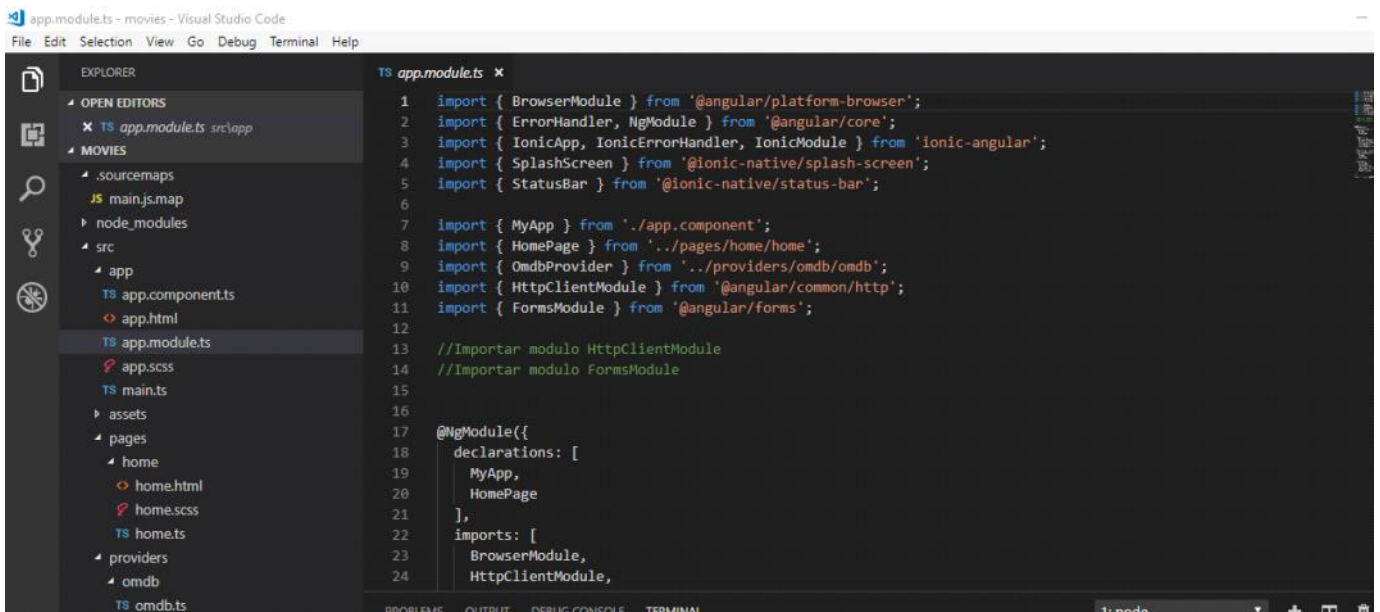 app.module.ts - movies - Visual Studio Code
File Edit Selection View Go Debug Terminal Help
EXPLORER
OPEN EDITORS
TS app.module.ts src\app
MOVIES
.sourcemaps
JS main.js.map
node_modules
src
app
TS app.component.ts
<> app.html
TS app.module.ts
app.scss
TS main.ts
assets
pages
home
<> home.html
home.scss
TS home.ts
providers
omdb
TS omdb.ts
TS app.module.ts
1 import { BrowserModule } from '@angular/platform-browser';
2 import { ErrorHandler, NgModule } from '@angular/core';
3 import { IonicApp, IonicErrorHandler, IonicModule } from 'ionic-angular';
4 import { SplashScreen } from '@ionic-native/splash-screen';
5 import { StatusBar } from '@ionic-native/status-bar';
6
7 import { MyApp } from './app.component';
8 import { HomePage } from '../pages/home/home';
9 import { OmdbProvider } from '../providers/omdb/omdb';
10 import { HttpClientModule } from '@angular/common/http';
11 import { FormsModule } from '@angular/forms';
12
13 //Importar modulo HttpClientModule
14 //Importar modulo FormsModule
15
16
17 @NgModule({
18 declarations: [
19 MyApp,
20 HomePage
21 ],
22 imports: [
23 BrowserModule,
24 HttpClientModule,
PROBLEMS OUTPUT DEBUG CONSOLE TERMINAL 1: node